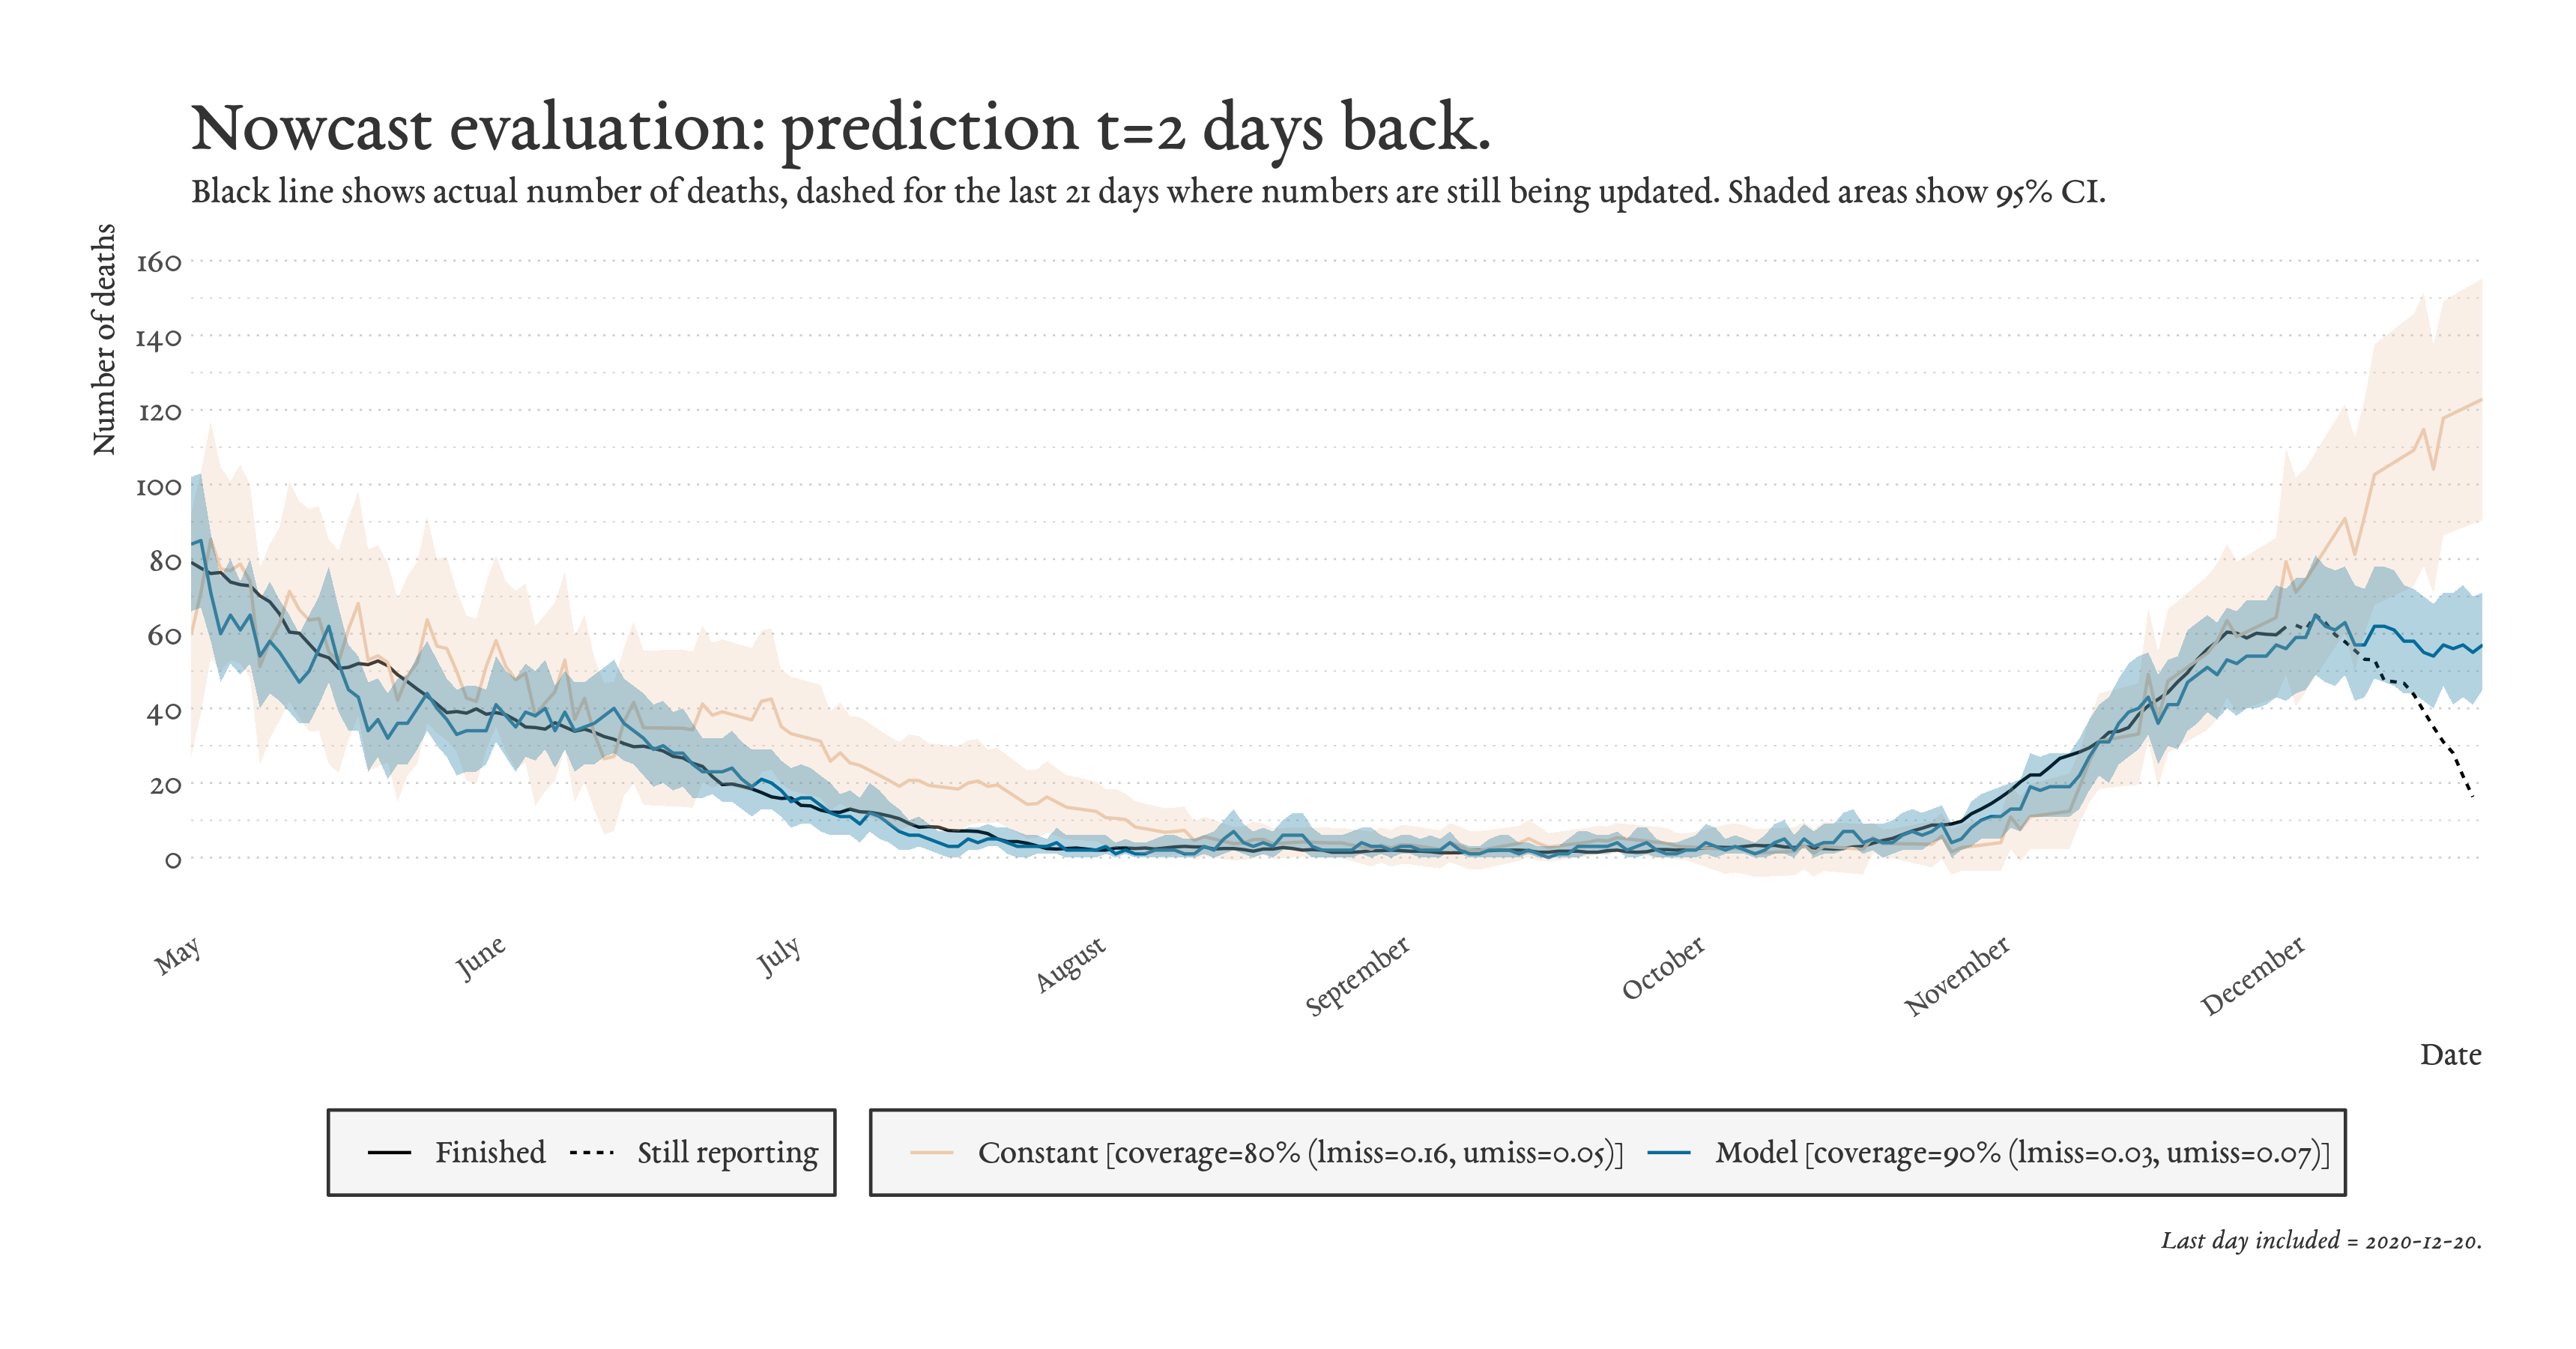 Nowcast evaluation: prediction t=2 days back.
Black line shows actual number of deaths, dashed for the last 21 days where numbers are still being updated. Shaded areas show 95% CI.
Number of deaths
160
140
120
100
80
60
40
20
0
May
June
July
August
September
October
November
December
Date
Finished
Still reporting
Constant [coverage=80% (lmiss=0.16, umiss=0.05)]
Model [coverage=90% (lmiss=0.03, umiss=0.07)]
Last day included = 2020-12-20.